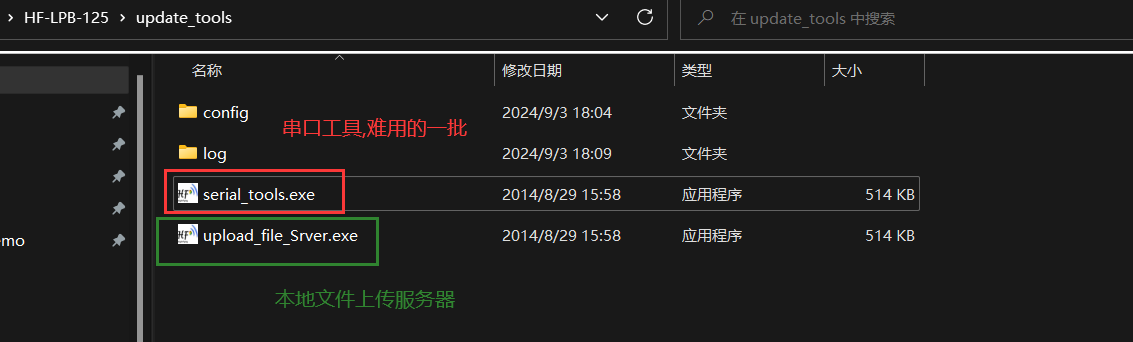 HF-LPB-125 > update_tools
在 update_tools 中搜索
名称 修改日期 类型 大小
config 2024/9/3 18:04 文件夹
串口工具,难用的一批
log 2024/9/3 18:09 文件夹
HF serial_tools.exe 2014/8/29 15:58 应用程序 514 KB
HF upload_file_Srver.exe 2014/8/29 15:58 应用程序 514 KB
emo
本地文件上传服务器